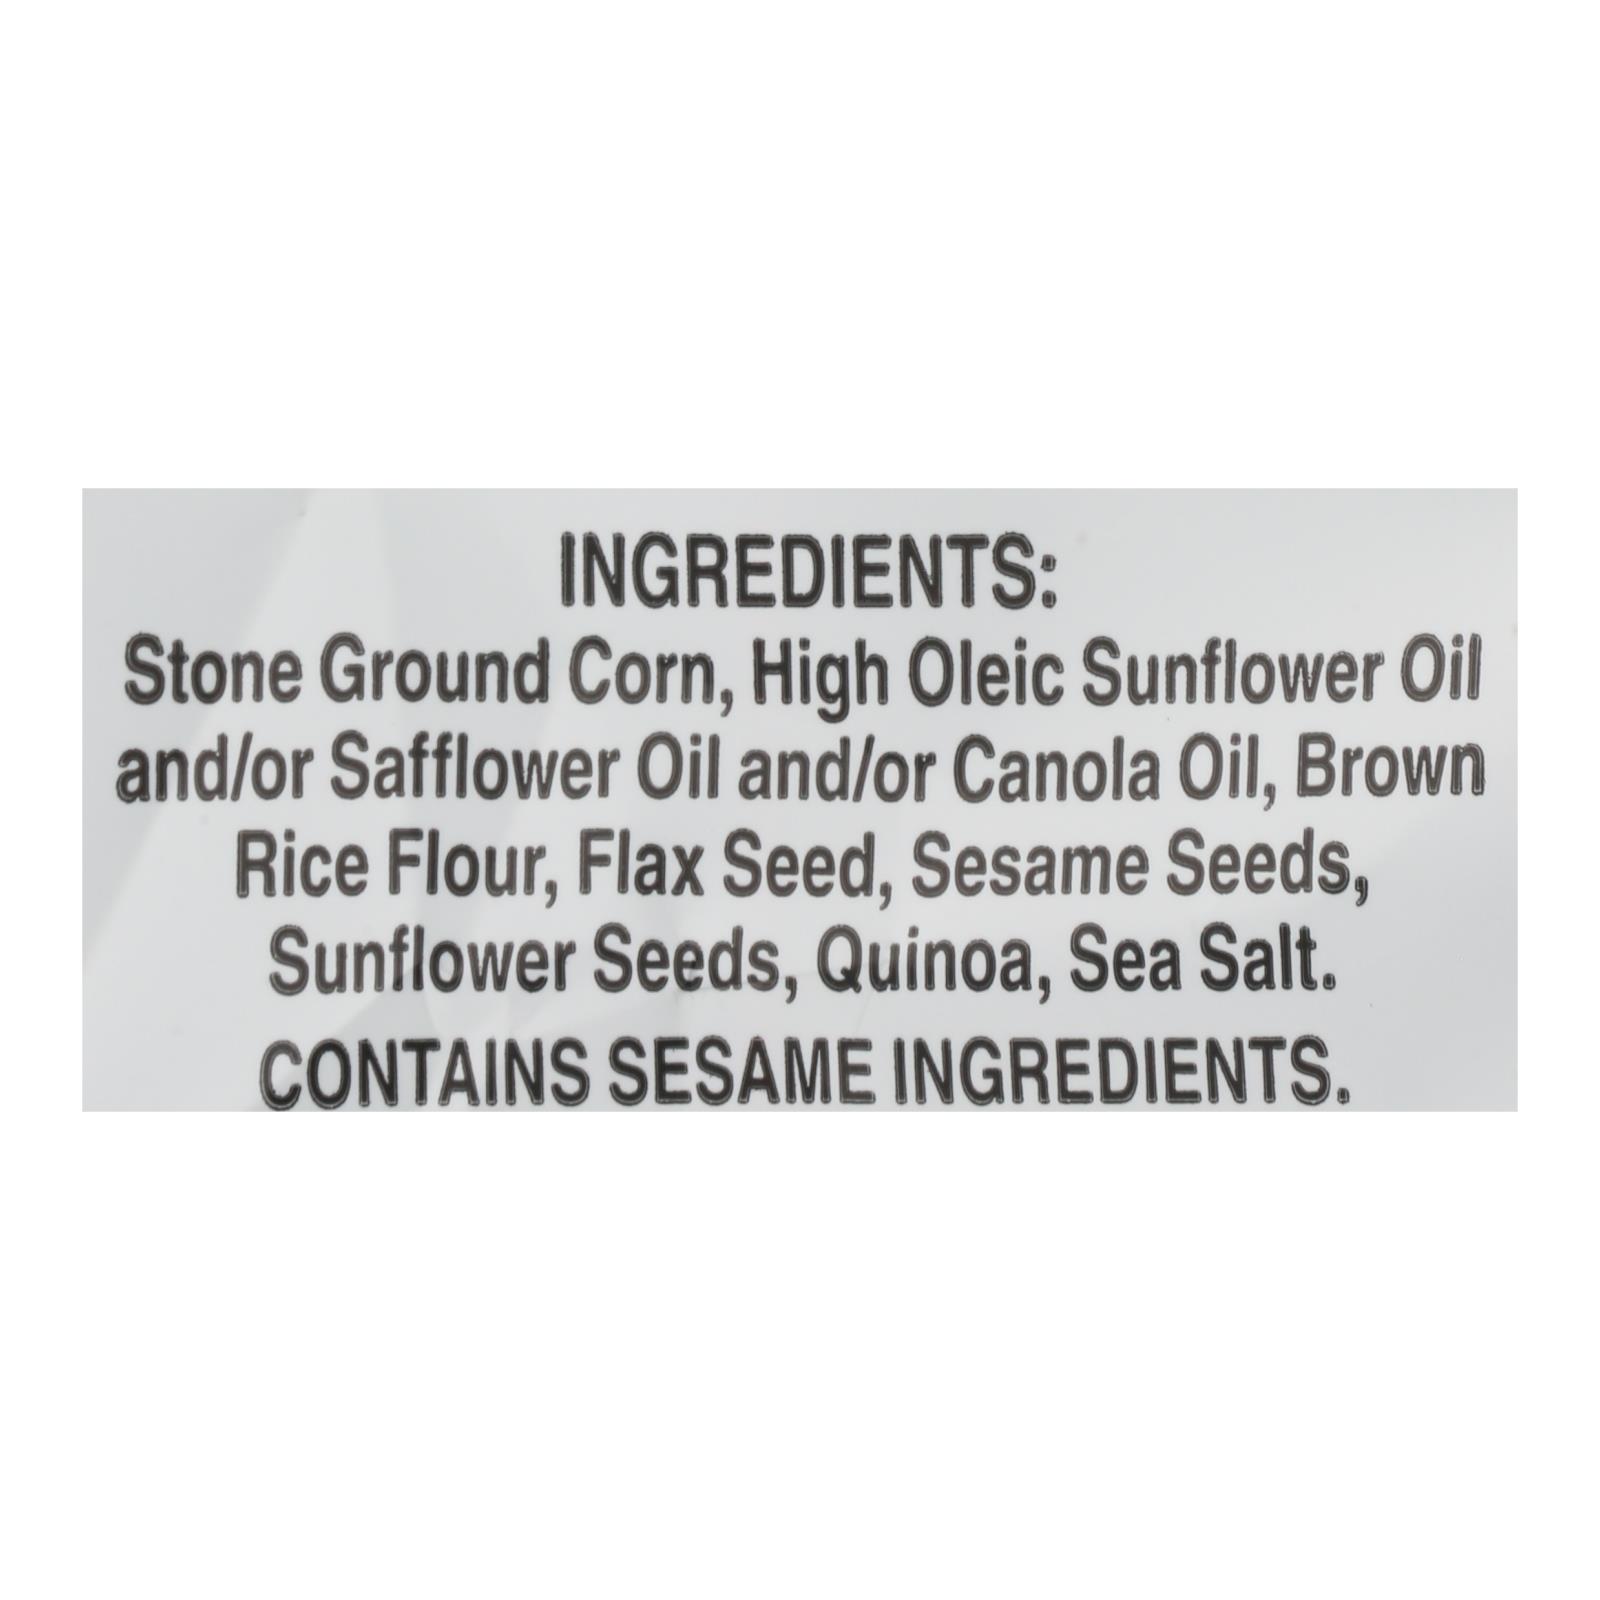 INGREDIENTS:
Stone Ground Corn, High Oleic Sunflower Oil
and/or Safflower Oil and/or Canola Oil, Brown
Rice Flour, Flax Seed, Sesame Seeds,
Sunflower Seeds, Quinoa, Sea Salt.
CONTAINS SESAME INGREDIENTS.